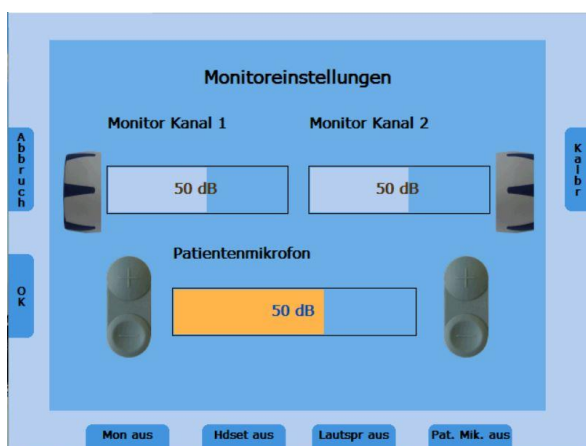 Monitoreinstellungen
Monitor Kanal 1
Monitor Kanal 2
Abbruch
Kalbr
50 dB
50 dB
Patientenmikrofon
OK
50 dB
Mon aus
Hdset aus
Lautspr aus
Pat. Mik. aus